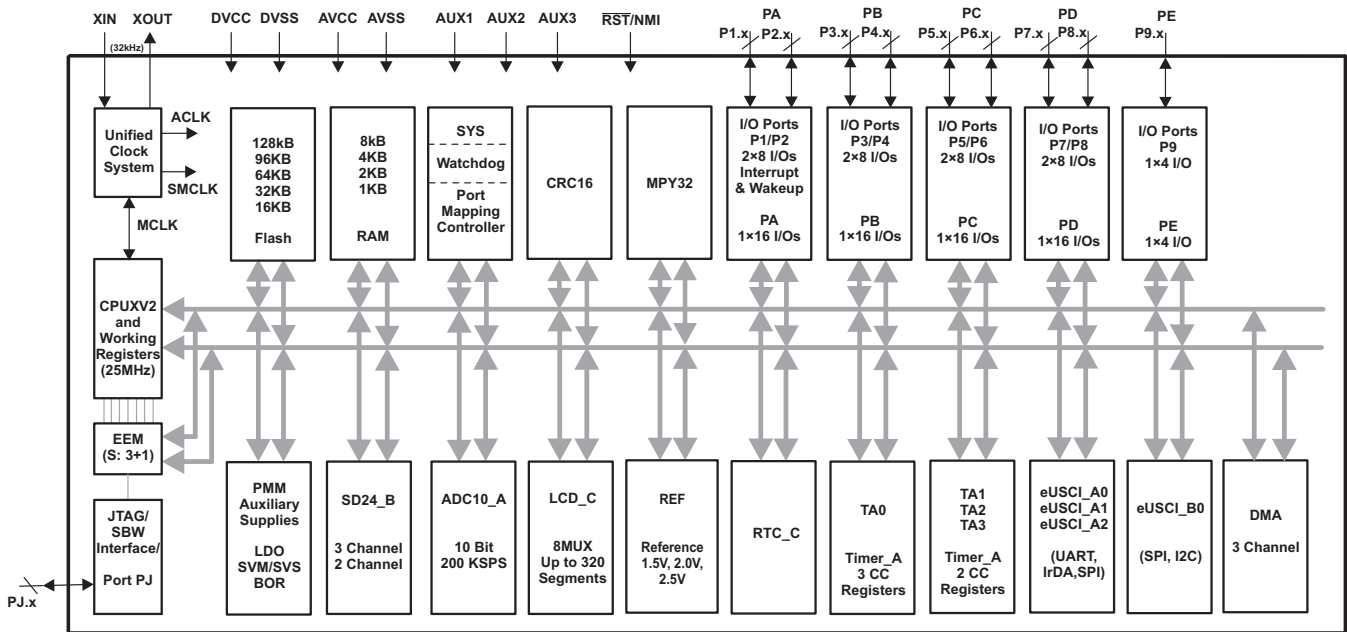 XIN
XOUT
(32kHz)
DVCC
DVSS
AVCC
AVSS
AUX1
AUX2
AUX3
RST/NMI
PA
P1.x
P2.x
PB
P3.x
P4.x
PC
P5.x
P6.x
PD
P7.x
P8.x
PE
P9.x
Unified
Clock
System
ACLK
SMCLK
MCLK
128kB
96KB
64KB
32KB
16KB
Flash
8kB
4KB
2KB
1KB
RAM
SYS
Watchdog
Port
Mapping
Controller
CRC16
MPY32
I/O Ports
P1/P2
2×8 I/Os
Interrupt
& Wakeup
PA
1×16 I/Os
I/O Ports
P3/P4
2×8 I/Os
PB
1×16 I/Os
I/O Ports
P5/P6
2×8 I/Os
PC
1×16 I/Os
I/O Ports
P7/P8
2×8 I/Os
PD
1×16 I/Os
I/O Ports
P9
1×4 I/O
PE
1×4 I/O
CPUXV2
and
Working
Registers
(25MHz)
EEM
(S: 3+1)
JTAG/
SBW
Interface/
Port PJ
PJ.x
PMM
Auxiliary
Supplies
LDO
SVM/SVS
BOR
SD24_B
3 Channel
2 Channel
ADC10_A
10 Bit
200 KSPS
LCD_C
8MUX
Up to 320
Segments
REF
Reference
1.5V, 2.0V,
2.5V
RTC_C
TA0
Timer_A
3 CC
Registers
TA1
TA2
TA3
Timer_A
2 CC
Registers
eUSCI_A0
eUSCI_A1
eUSCI_A2
(UART,
IrDA,SPI)
eUSCI_B0
(SPI, I2C)
DMA
3 Channel